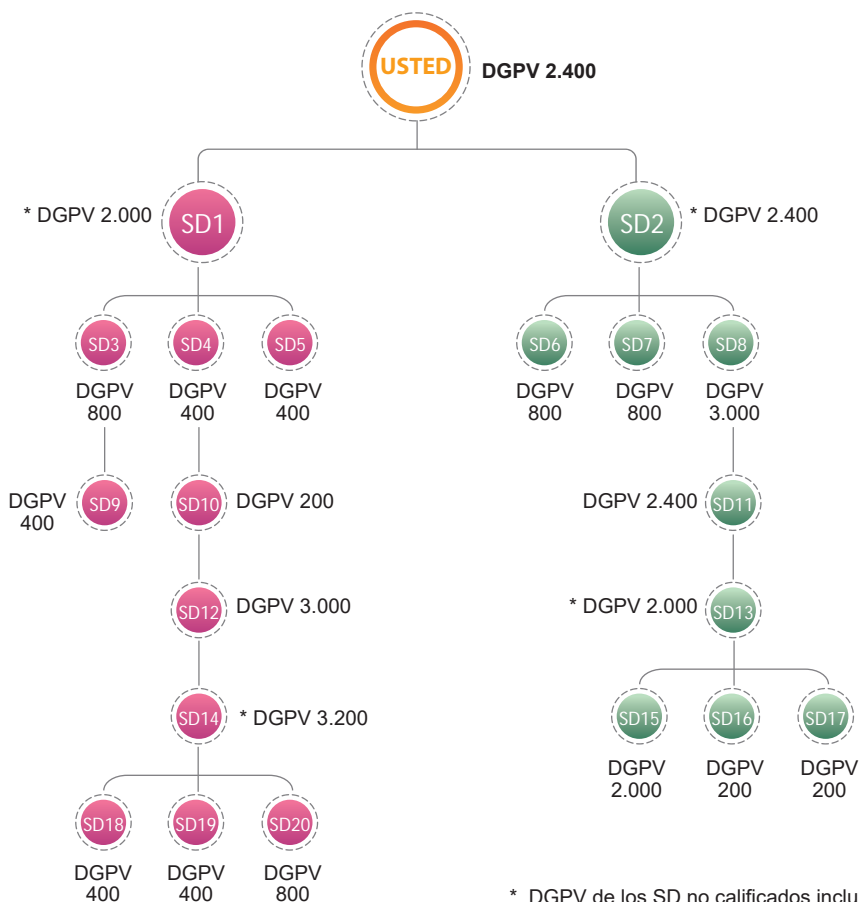 USTED
DGPV 2.400
* DGPV 2.000
SD1
SD2
* DGPV 2.400
SD3
SD4
SD5
SD6
SD7
SD8
DGPV
800
DGPV
400
DGPV
400
DGPV
800
DGPV
800
DGPV
3.000
DGPV
400
SD9
SD10
DGPV 200
DGPV 2.400
SD11
SD12
DGPV 3.000
* DGPV 2.000
SD13
SD14
* DGPV 3.200
SD15
SD16
SD17
DGPV
2.000
DGPV
200
DGPV
200
SD18
SD19
SD20
DGPV
400
DGPV
400
DGPV
800
* DGPV de los SD no calificados inclu